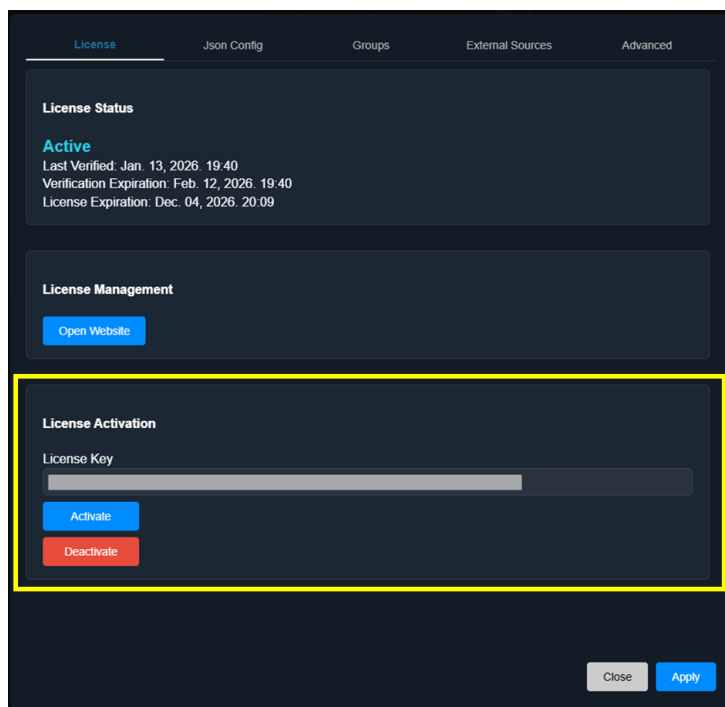 License Json Config Groups External Sources Advanced
License Status
Active
Last Verified: Jan. 13, 2026. 19:40
Verification Expiration: Feb. 12, 2026. 19:40
License Expiration: Dec. 04, 2026. 20:09
License Management
Open Website
License Activation
License Key
Activate
Deactivate
Close Apply